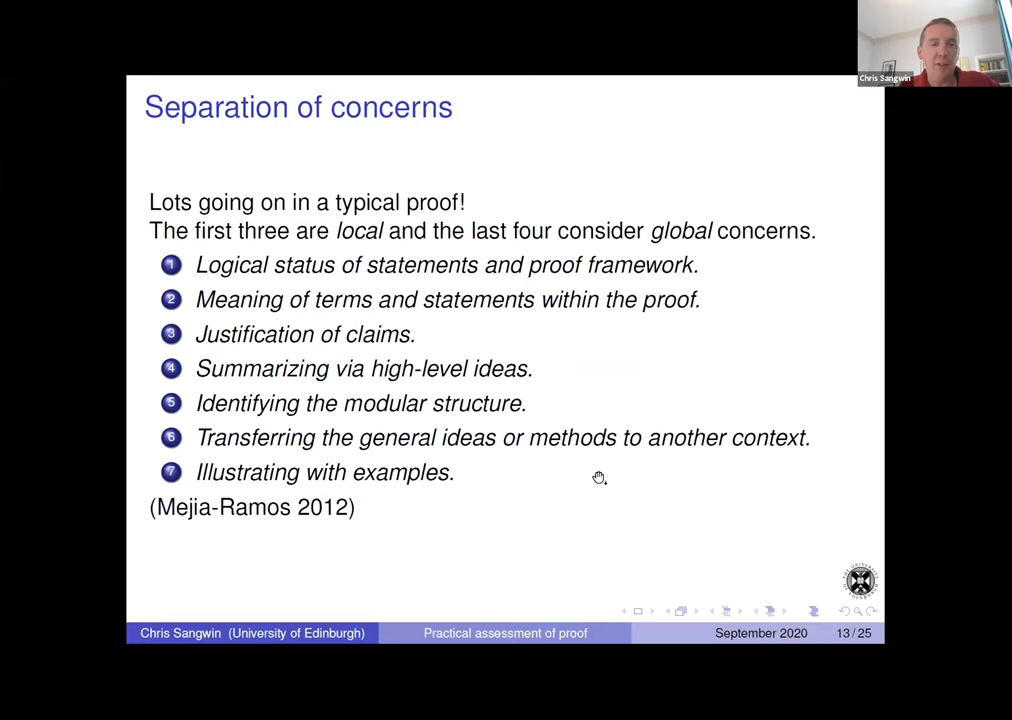 Chris Sangwin
Separation of concerns
Lots going on in a typical proof!
The first three are local and the last four consider global concerns.
1 Logical status of statements and proof framework.
2 Meaning of terms and statements within the proof.
3 Justification of claims.
4 Summarizing via high-level ideas.
5 Identifying the modular structure.
6 Transferring the general ideas or methods to another context.
7 Illustrating with examples.
(Mejia-Ramos 2012)
Chris Sangwin (University of Edinburgh) Practical assessment of proof September 2020 13/25